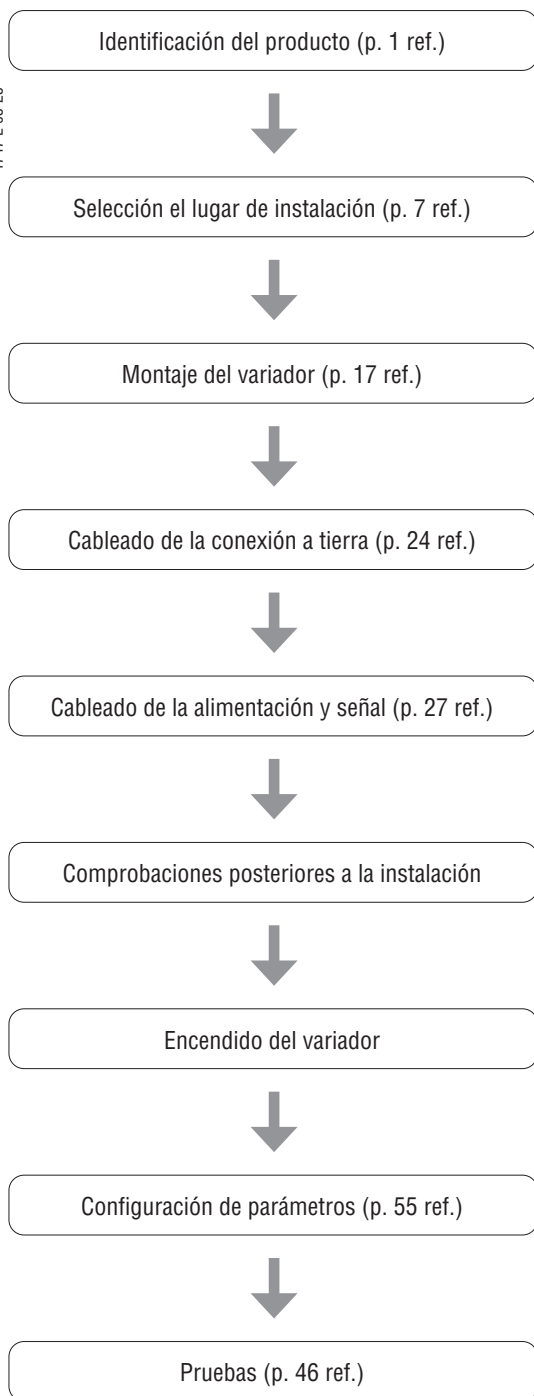 Identificación del producto (p. 1 ref.)
Selección el lugar de instalación (p. 7 ref.)
Montaje del variador (p. 17 ref.)
Cableado de la conexión a tierra (p. 24 ref.)
Cableado de la alimentación y señal (p. 27 ref.)
Comprobaciones posteriores a la instalación
Encendido del variador
Configuración de parámetros (p. 55 ref.)
Pruebas (p. 46 ref.)